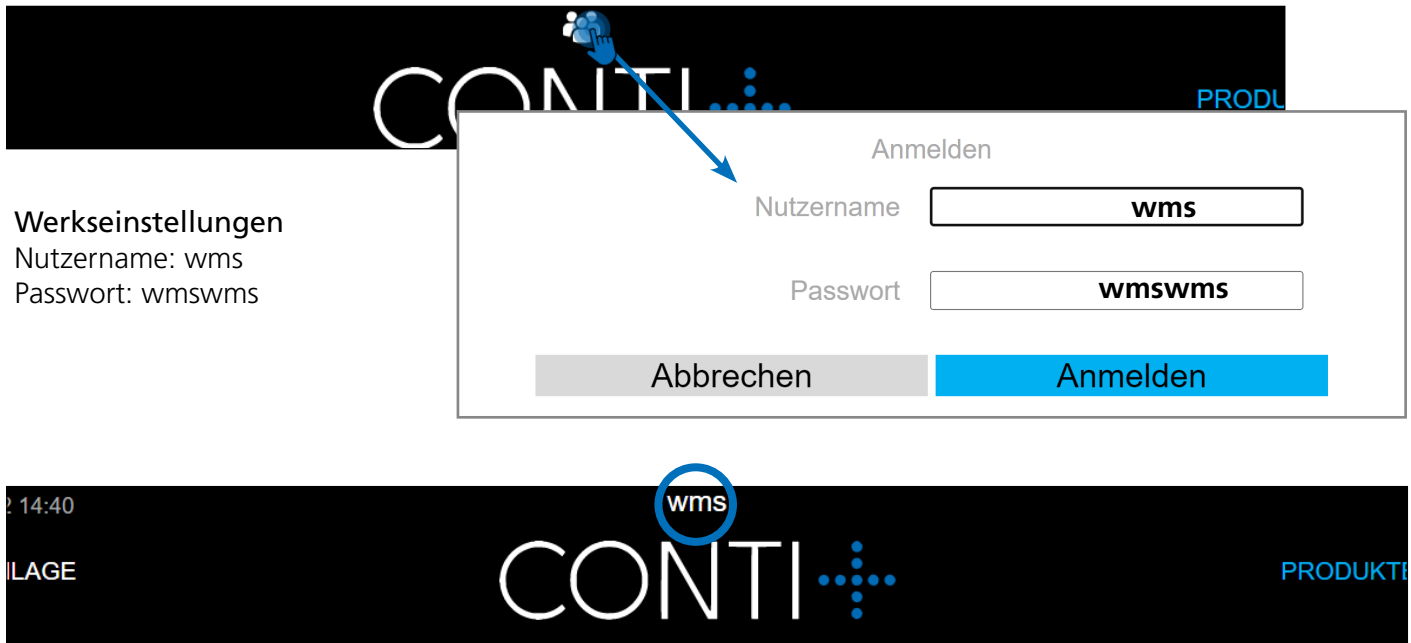 CONTI
PRODU
Anmelden
Nutzername wms
Werkseinstellungen
Nutzername: wms
Passwort: wmswms
Passwort wmswms
Abbrechen Anmelden
2 14:40
wms
ILAGE
CONTI+
PRODUKTE